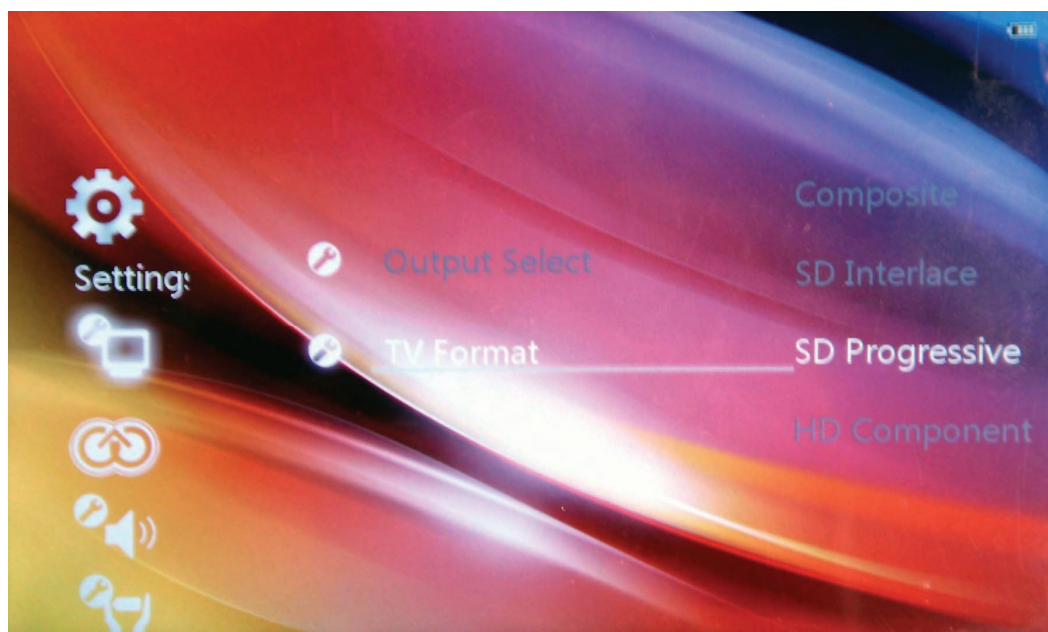 Composite
Output Select
Settings
SD Interlace
TV Format
SD Progressive
HD Component